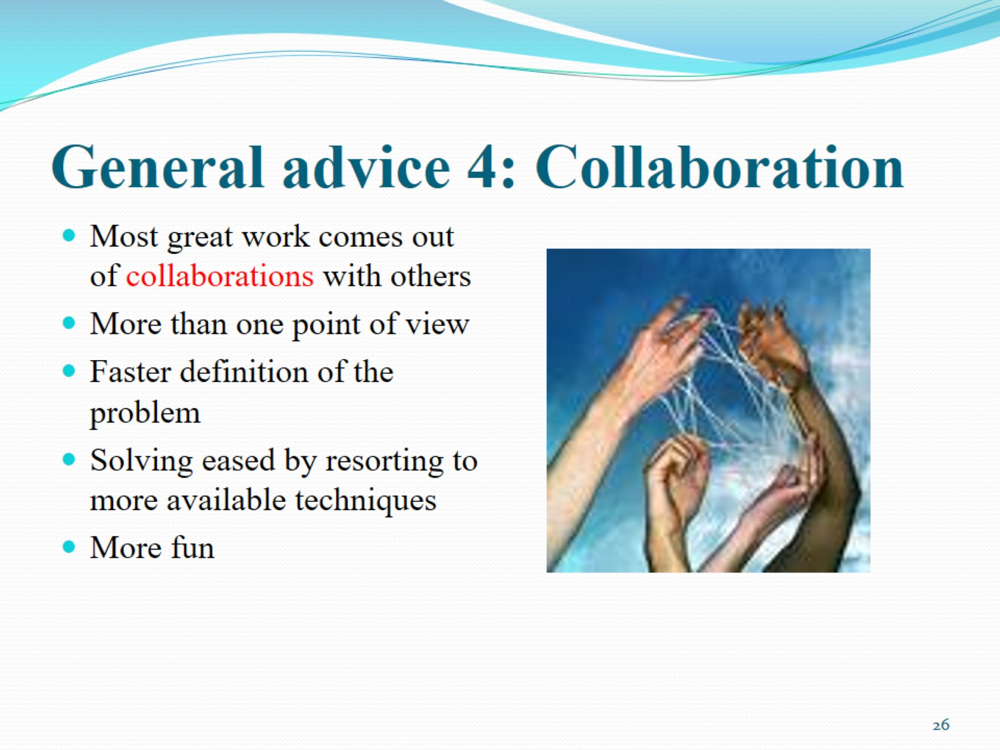 General advice 4: Collaboration
• Most great work comes out
of collaborations with others
• More than one point of view
• Faster definition of the
problem
• Solving eased by resorting to
more available techniques
• More fun
26